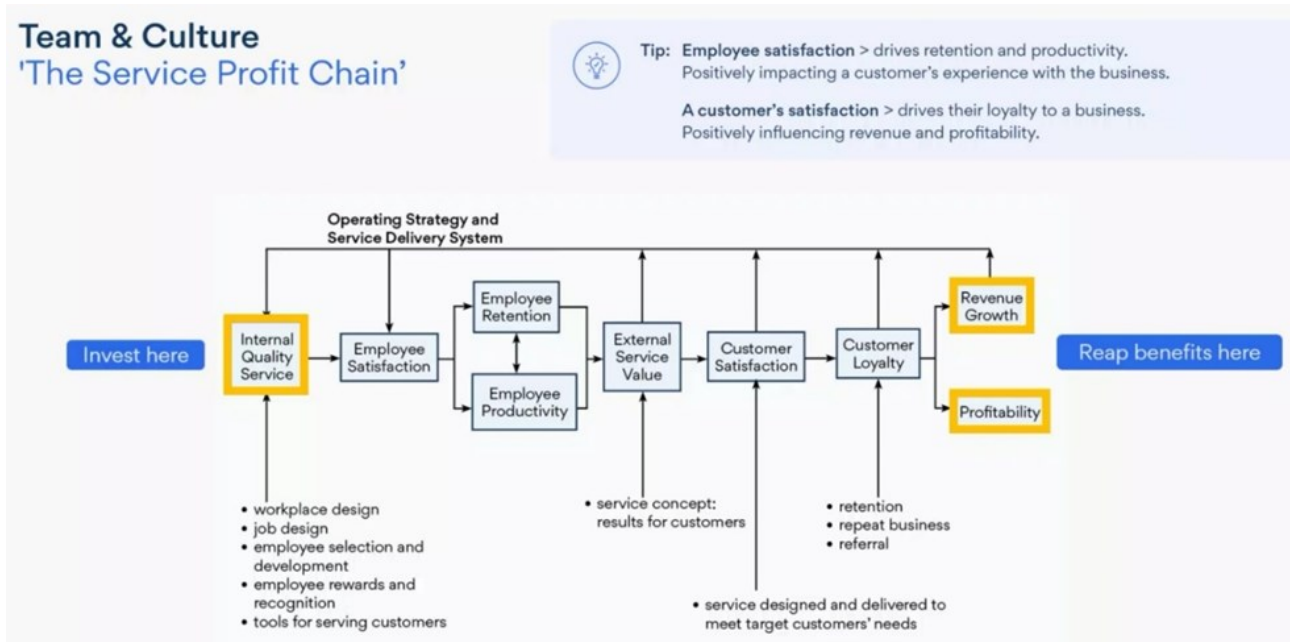 Team & Culture
'The Service Profit Chain’
Tip: Employee satisfaction > drives retention and productivity.
Positively impacting a customer’s experience with the business.
A customer’s satisfaction > drives their loyalty to a business.
Positively influencing revenue and profitability.
Operating Strategy and
Service Delivery System
Invest here
Internal
Quality
Service
Employee
Satisfaction
Employee
Retention
Employee
Productivity
External
Service
Value
Customer
Satisfaction
Customer
Loyalty
Revenue
Growth
Profitability
Reap benefits here
• workplace design
• job design
• employee selection and
development
• employee rewards and
recognition
• tools for serving customers
• service concept:
results for customers
• service designed and delivered to
meet target customers’ needs
• retention
• repeat business
• referral